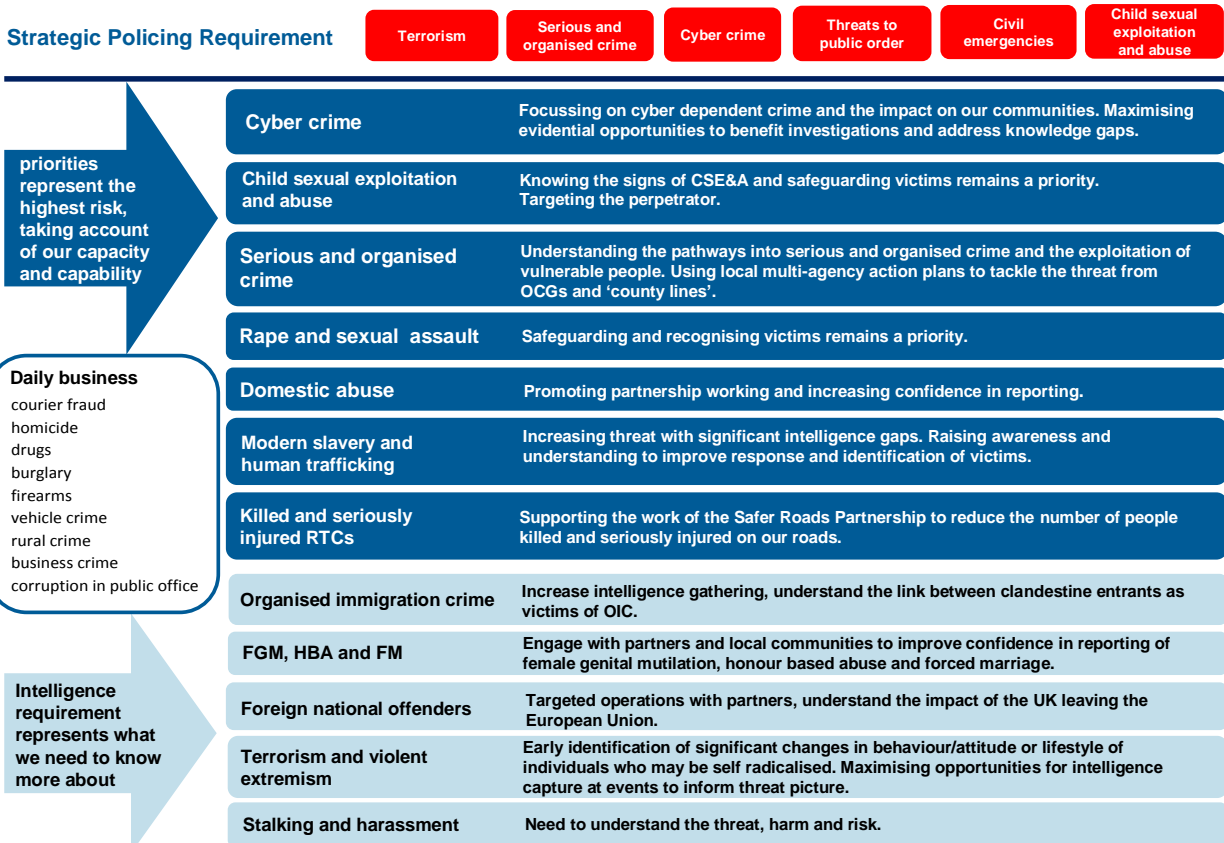 Strategic Policing Requirement
Terrorism
Serious and
organised crime
Cyber crime
Threats to
public order
Civil
emergencies
Child sexual
exploitation
and abuse
priorities
represent the
highest risk,
taking account
of our capacity
and capability
Cyber crime
Focussing on cyber dependent crime and the impact on our communities. Maximising
evidential opportunities to benefit investigations and address knowledge gaps.
Child sexual exploitation
and abuse
Knowing the signs of CSE&A and safeguarding victims remains a priority.
Targeting the perpetrator.
Serious and organised
crime
Understanding the pathways into serious and organised crime and the exploitation of
vulnerable people. Using local multi-agency action plans to tackle the threat from
OCGs and ‘county lines’.
Rape and sexual assault
Safeguarding and recognising victims remains a priority.
Domestic abuse
Promoting partnership working and increasing confidence in reporting.
Modern slavery and
human trafficking
Increasing threat with significant intelligence gaps. Raising awareness and
understanding to improve response and identification of victims.
Killed and seriously
injured RTCs
Supporting the work of the Safer Roads Partnership to reduce the number of people
killed and seriously injured on our roads.
Daily business
courier fraud
homicide
drugs
burglary
firearms
vehicle crime
rural crime
business crime
corruption in public office
Intelligence
requirement
represents what
we need to know
more about
Organised immigration crime
Increase intelligence gathering, understand the link between clandestine entrants as
victims of OIC.
FGM, HBA and FM
Engage with partners and local communities to improve confidence in reporting of
female genital mutilation, honour based abuse and forced marriage.
Foreign national offenders
Targeted operations with partners, understand the impact of the UK leaving the
European Union.
Terrorism and violent
extremism
Early identification of significant changes in behaviour/attitude or lifestyle of
individuals who may be self radicalised. Maximising opportunities for intelligence
capture at events to inform threat picture.
Stalking and harassment
Need to understand the threat, harm and risk.